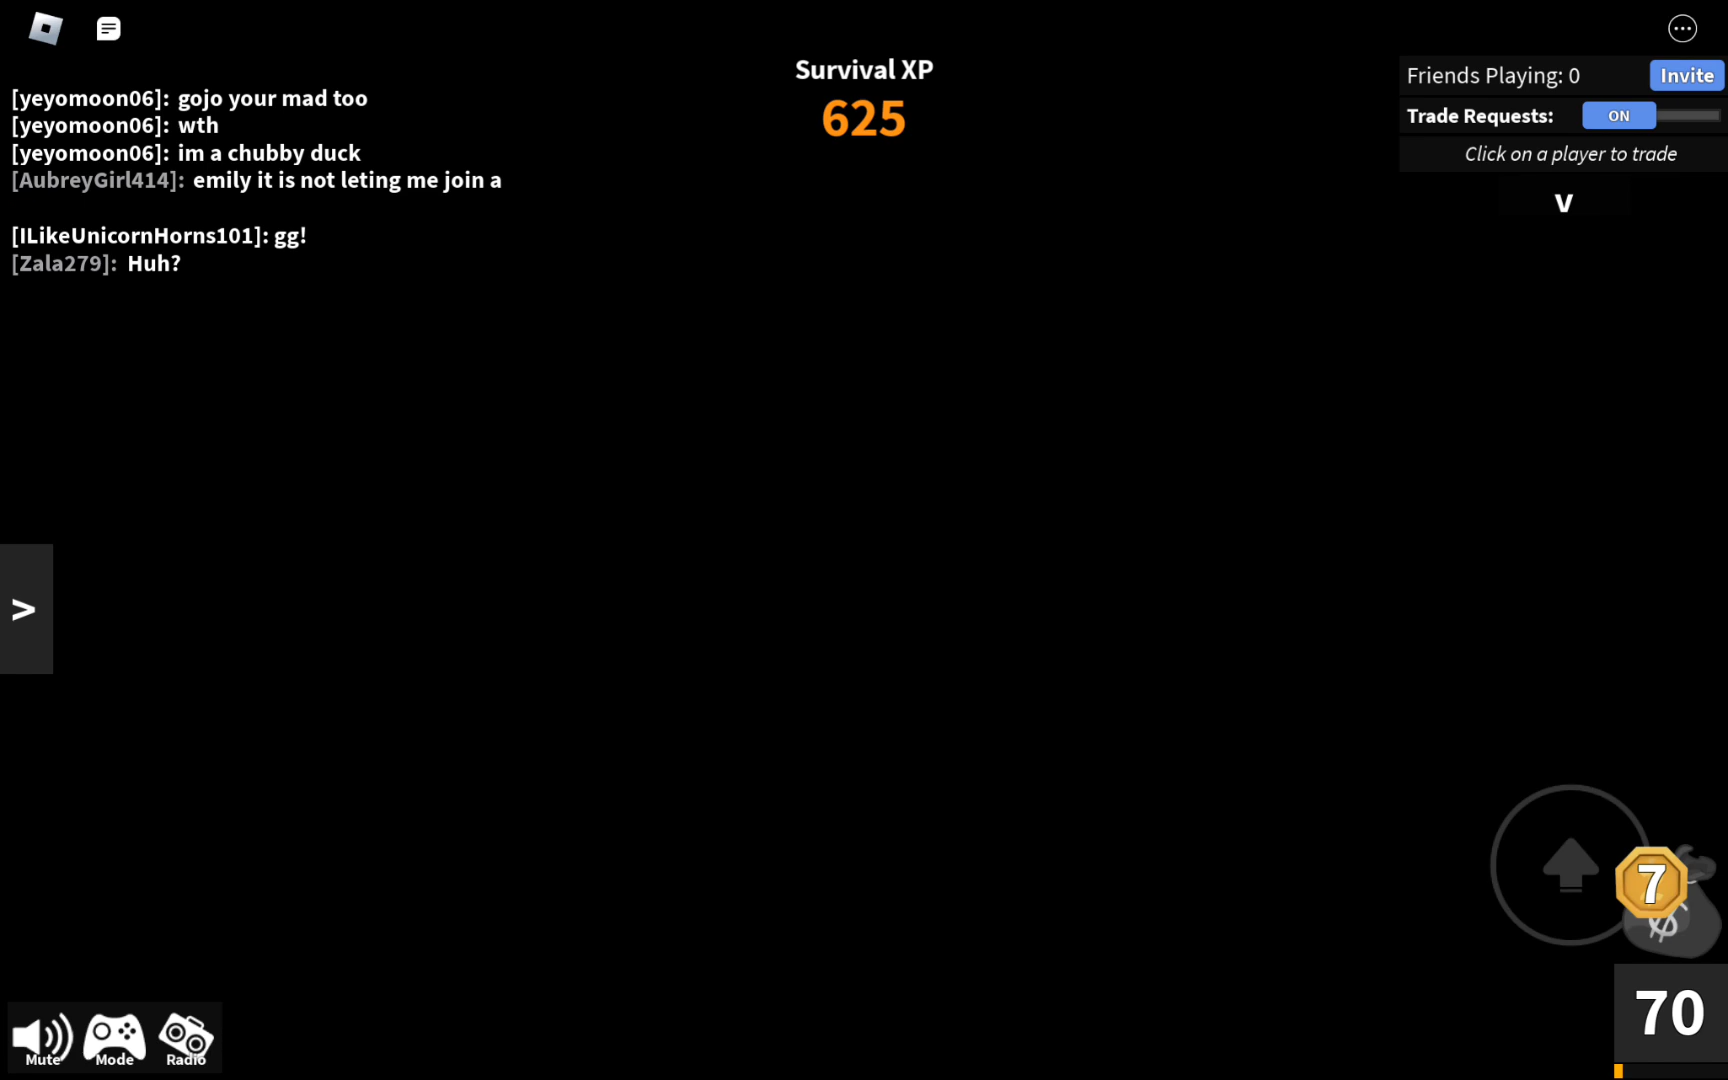 Survival XP
625
Friends Playing: 0 Invite
Trade Requests: ON
Click on a player to trade
v
[yeyomoon06]: gojo your mad too
[yeyomoon06]: wth
[yeyomoon06]: im a chubby duck
[AubreyGirl414]: emily it is not leting me join a
[ILikeUnicornHorns101]: gg!
[Zala279]: Huh?
>
7
$
70
Mute Mode Radio